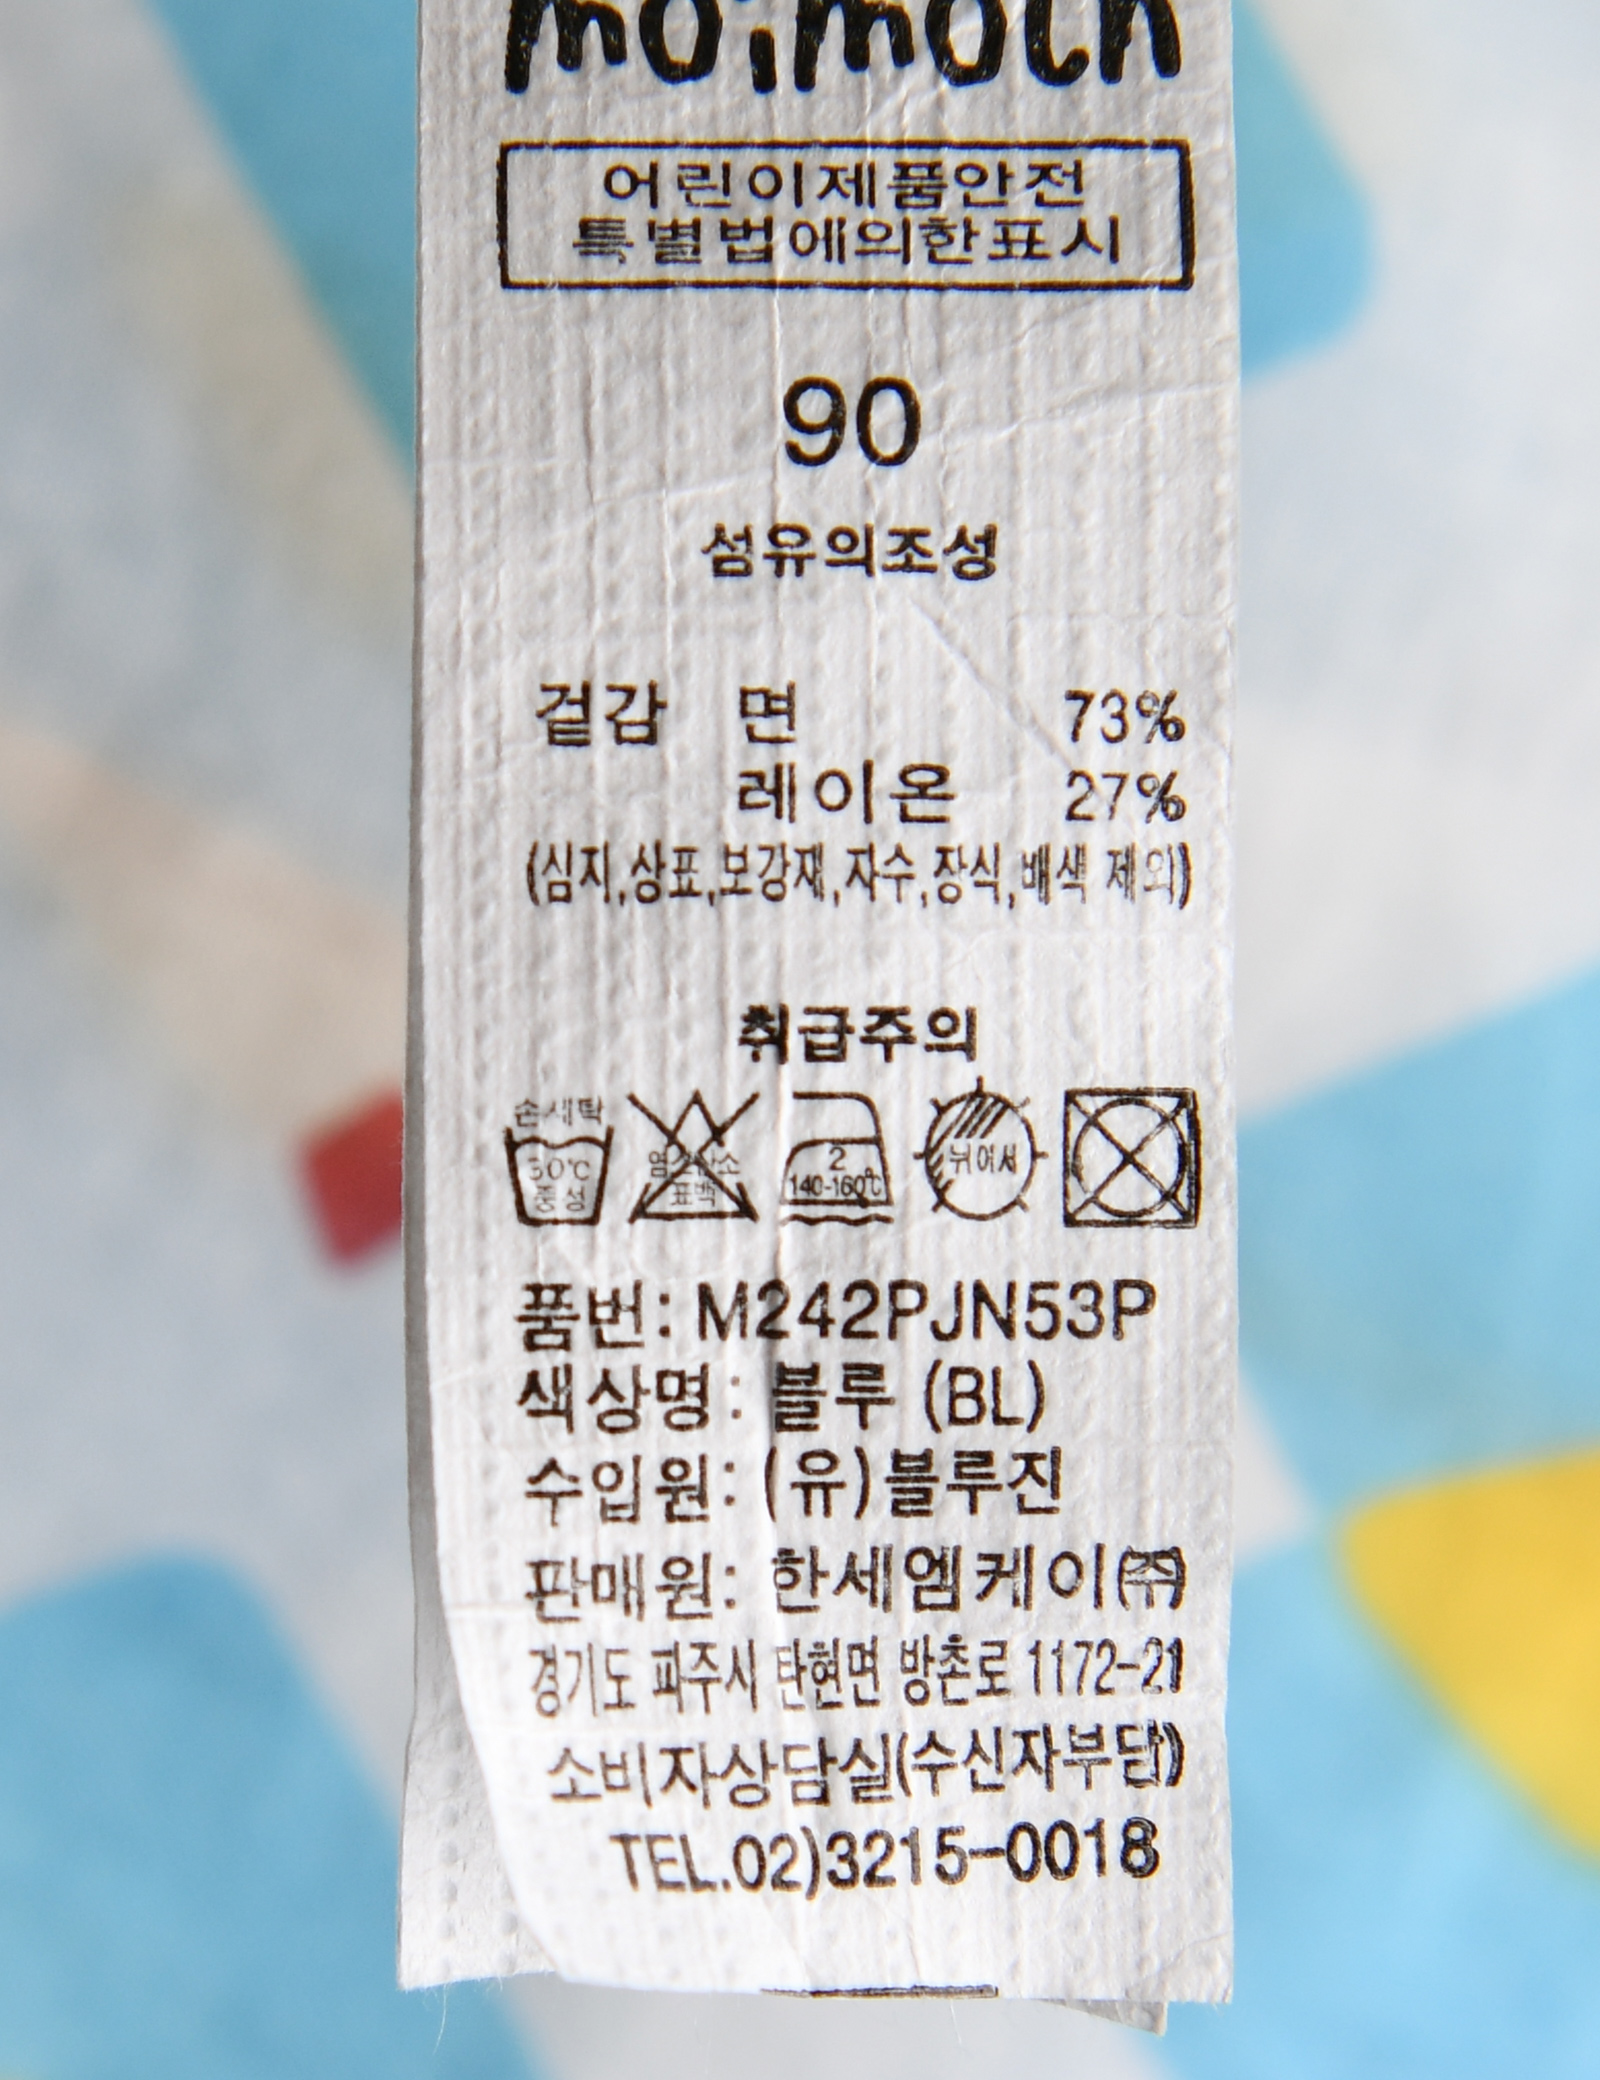 moimoln
어린이제품안전
특별법에의한표시
90
섬유의조성
겉감 면 73%
레이온 27%
(심지,상표,보강재,자수,장식,배색 제외)
취급주의
손세탁
30℃
중성
염소산소
표백
2
140-160℃
뉘어서
품번: M242PJN53P
색상명: 블루 (BL)
수입원: (유)블루진
판매원: 한세엠케이(주)
경기도 파주시 탄현면 방촌로 1172-21
소비자상담실(수신자부담)
TEL.02)3215-0018